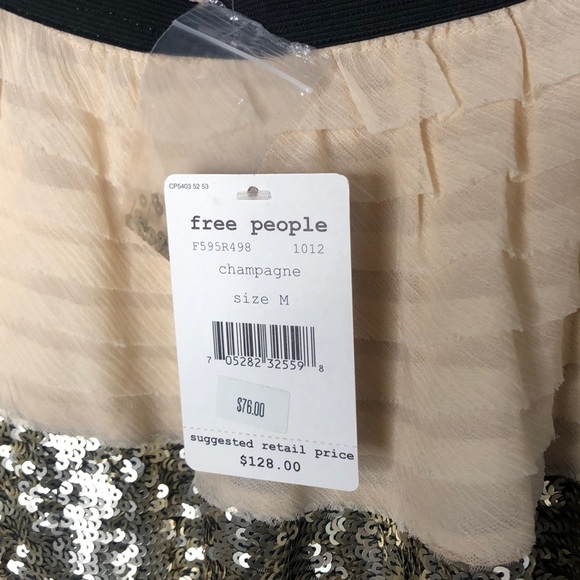 CP5403 52 53
free people
F595R498 1012
champagne
size M
7 05282 32559 8
$76.00
suggested retail price
$128.00